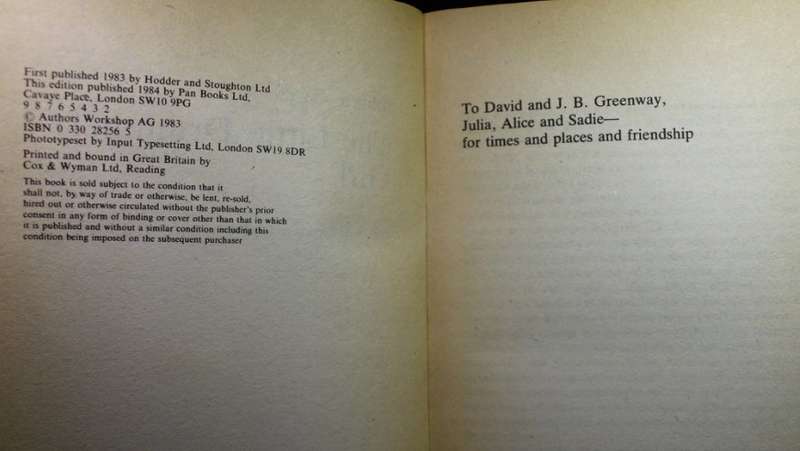 First published 1983 by Hodder and Stoughton Ltd
This edition published 1984 by Pan Books Ltd,
Cavaye Place, London SW10 9PG
9 8 7 6 5 4 3 2
© Authors Workshop AG 1983
ISBN 0 330 28256 5
Phototypeset by Input Typesetting Ltd, London SW19 8DR
Printed and bound in Great Britain by
Cox & Wyman Ltd, Reading
This book is sold subject to the condition that it
shall not, by way of trade or otherwise, be lent, re-sold,
hired out or otherwise circulated without the publisher's prior
consent in any form of binding or cover other than that in which
it is published and without a similar condition including this
condition being imposed on the subsequent purchaser
To David and J. B. Greenway,
Julia, Alice and Sadie—
for times and places and friendship